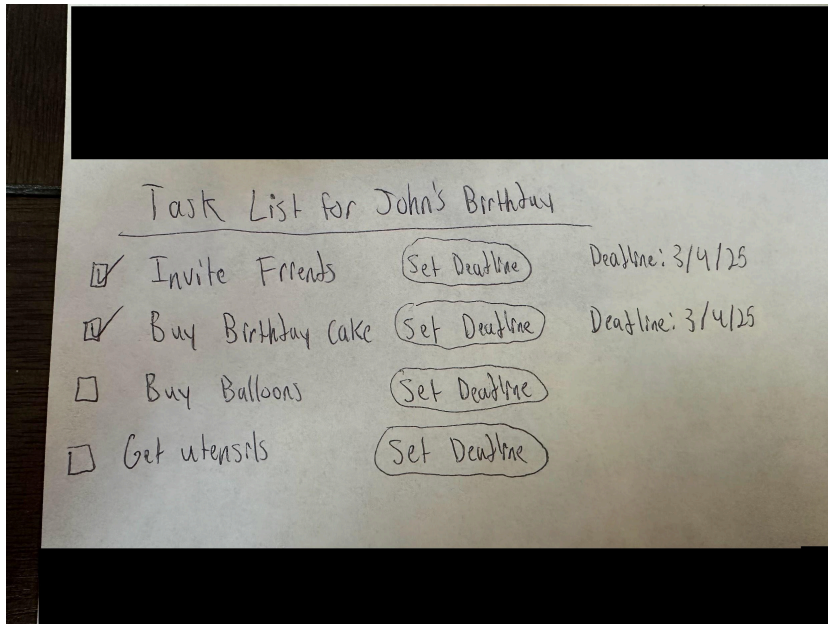 Task List for John's Birthday
Invite Friends Set Deadline Deadline: 3/4/25
Buy Birthday Cake Set Deadline Deadline: 3/4/25
Buy Balloons Set Deadline
Get utensils Set Deadline